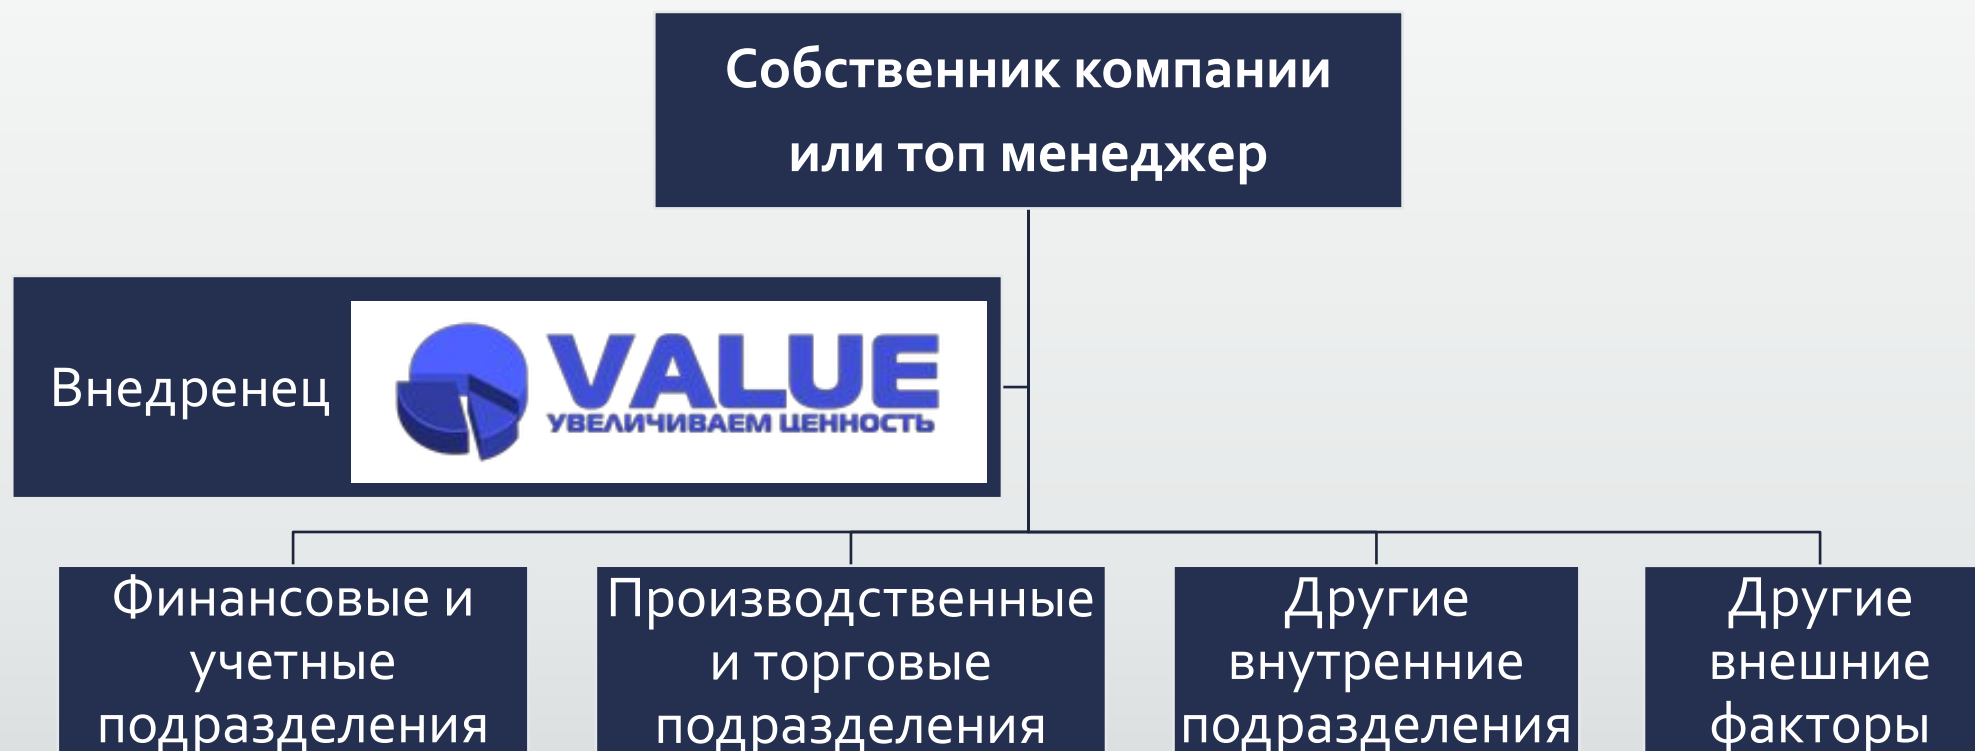 Собственник компании
или топ менеджер
Внедренец
VALUE
УВЕЛИЧИВАЕМ ЦЕННОСТЬ
Финансовые и
учетные
подразделения
Производственные
и торговые
подразделения
Другие
внутренние
подразделения
Другие
внешние
факторы